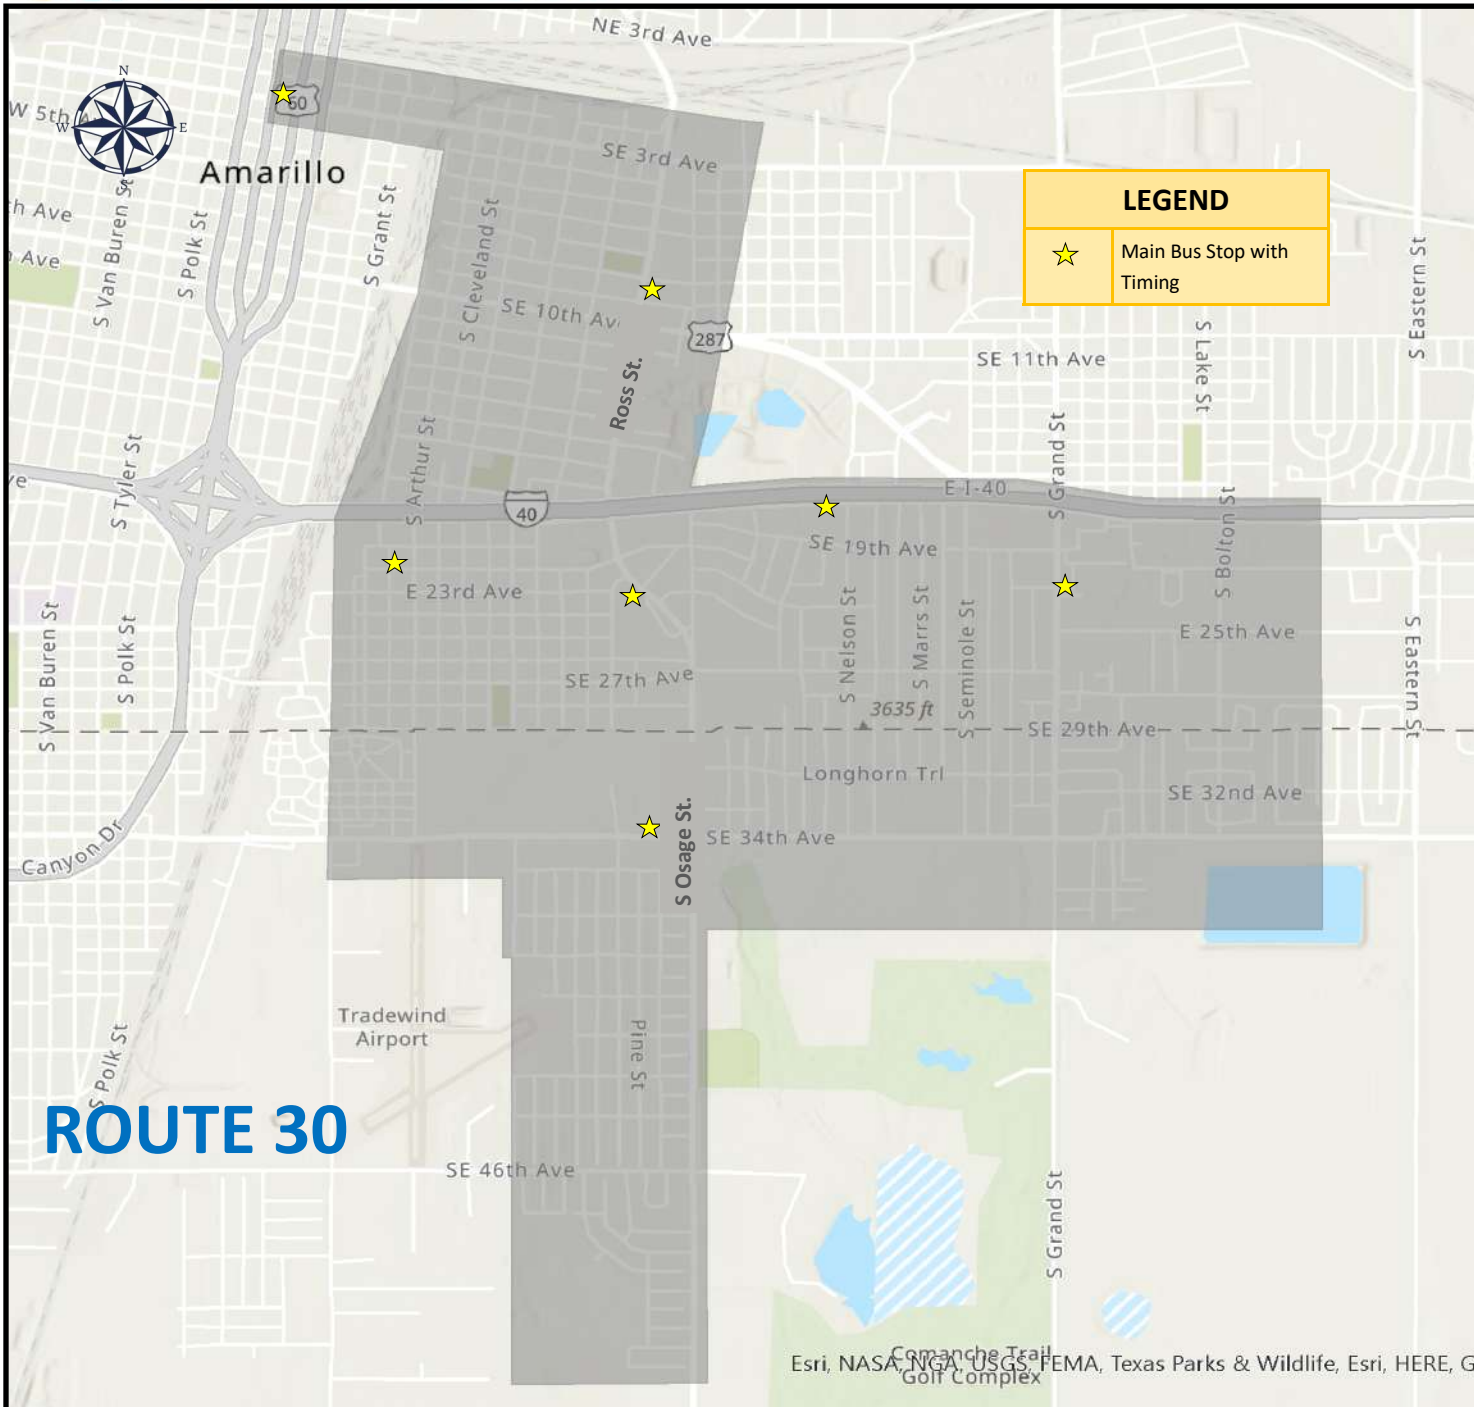 NE 3rd Ave
N
W
E
W 5th A
60
Amarillo
SE 3rd Ave
LEGEND
Main Bus Stop with
Timing
th Ave
Ave
S Van Buren St
S Polk St
S Grant St
S Cleveland St
SE 10th Av
287
Ross St.
SE 11th Ave
S Lake St
S Eastern St
S Tyler St
S Arthur St
40
E I-40
S Grand St
S Bolton St
SE 19th Ave
E 23rd Ave
E 25th Ave
S Van Buren St
S Polk St
SE 27th Ave
S Nelson St
S Marrs St
S Seminole St
S Eastern St
3635 ft
SE 29th Ave
Longhorn Trl
SE 32nd Ave
Canyon Dr
SE 34th Ave
S Osage St.
Tradewind
Airport
Pine St
S Polk St
ROUTE 30
SE 46th Ave
S Grand St
Comanche Trail
Golf Complex
Esri, NASA, NGA, USGS, FEMA, Texas Parks & Wildlife, Esri, HERE, G